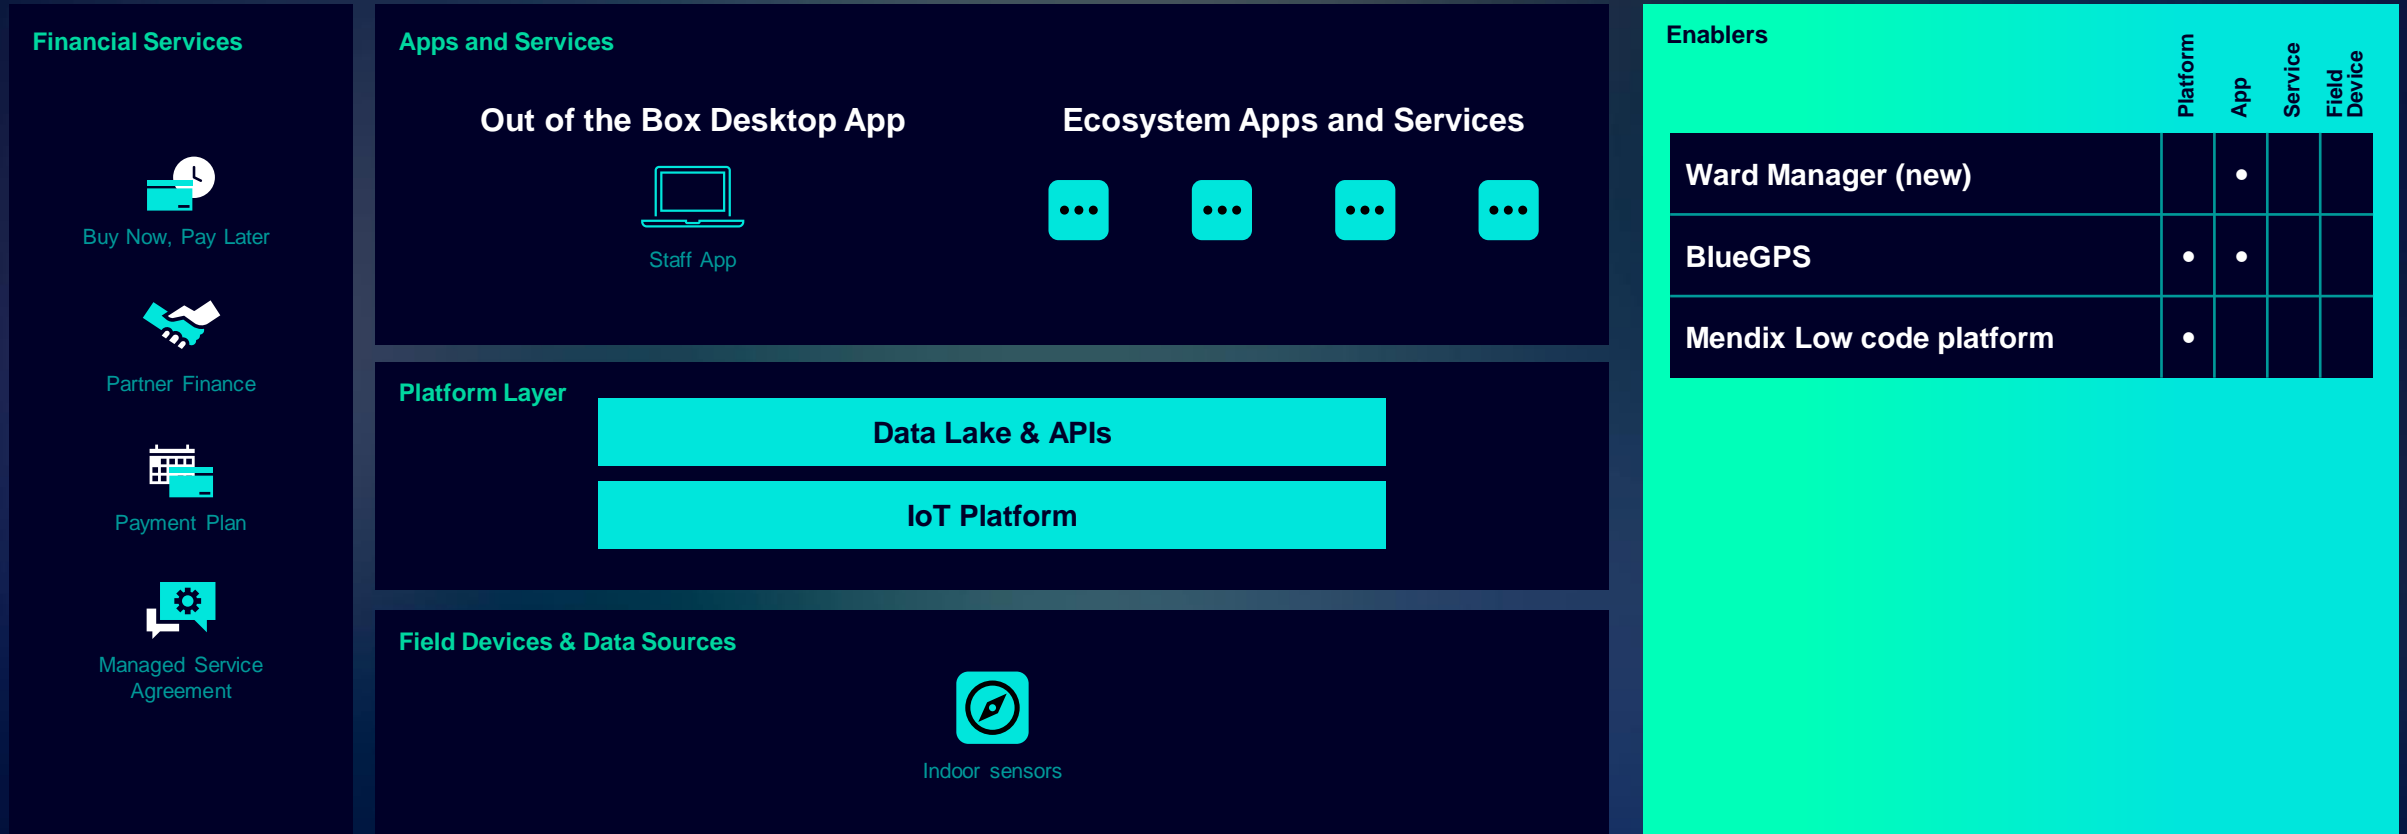 Financial Services
Buy Now, Pay Later
Partner Finance
Payment Plan
Managed Service
Agreement
Apps and Services
Out of the Box Desktop App
Staff App
Ecosystem Apps and Services
Platform Layer
Data Lake & APIs
IoT Platform
Field Devices & Data Sources
Indoor sensors
Enablers
Platform
App
Service
Field
Device
Ward Manager (new)
BlueGPS
Mendix Low code platform